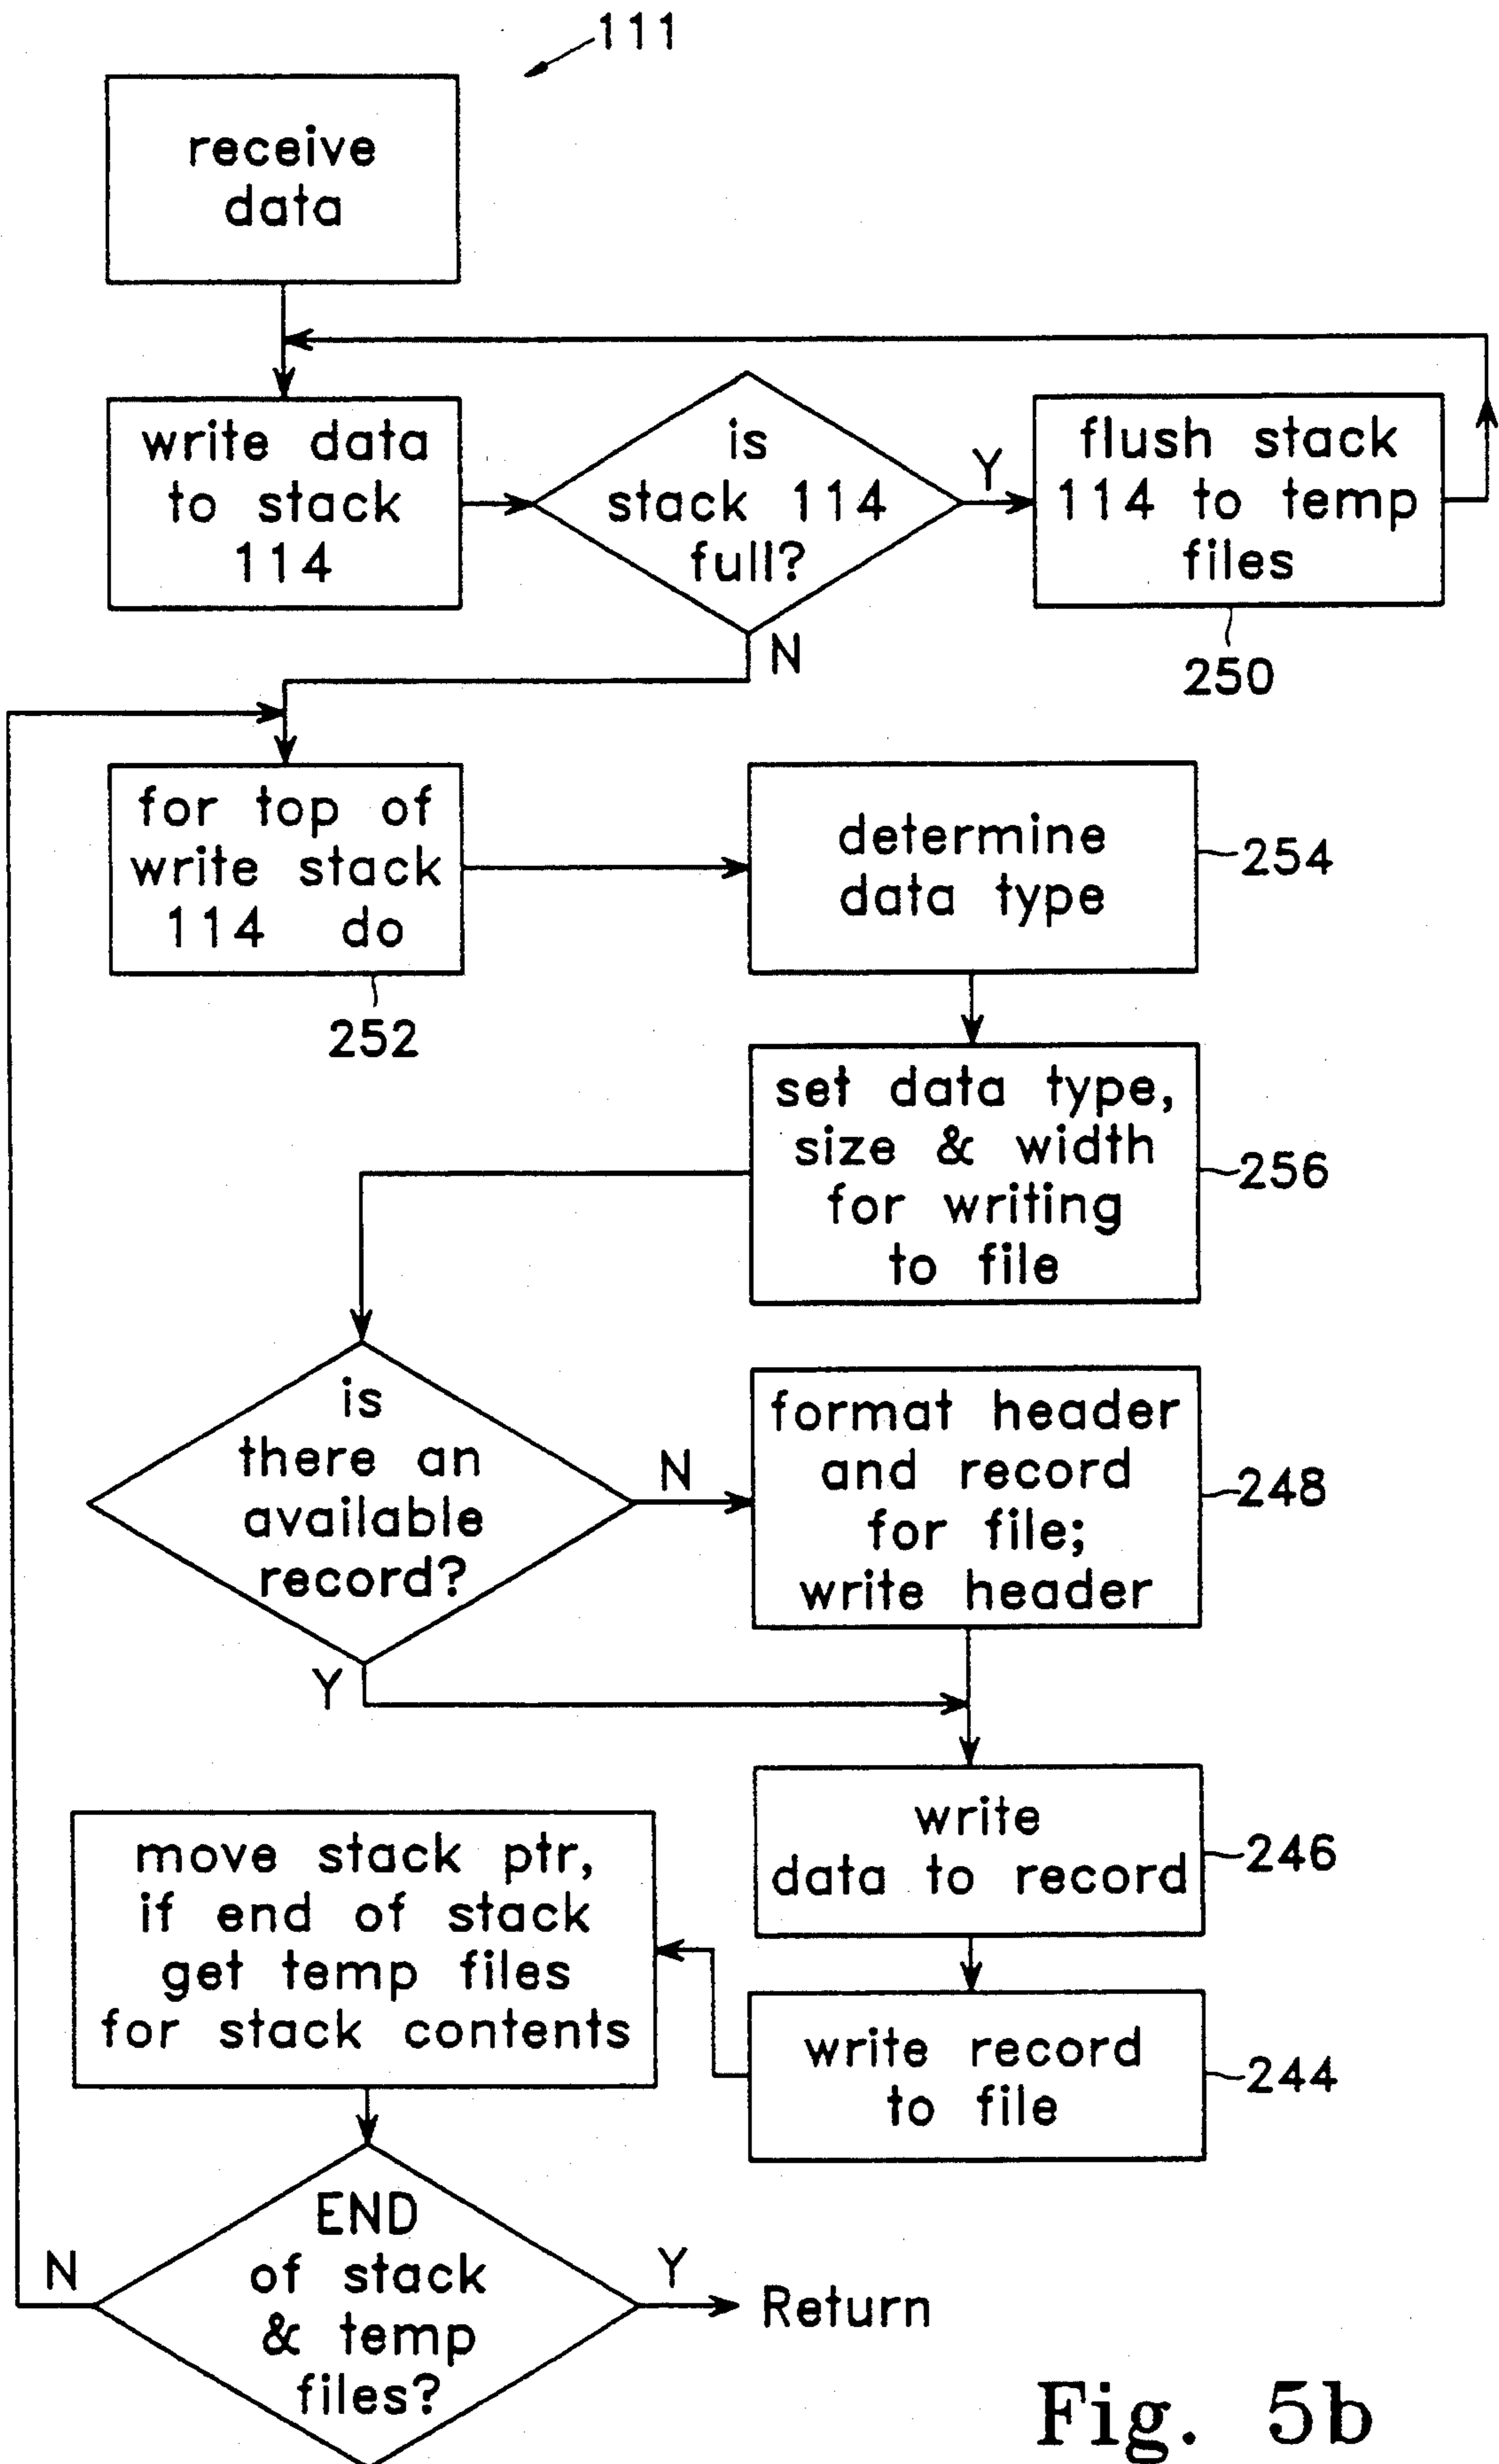 111
receive
data
write data
to stack
114
is
stack 114
full?
Y
flush stack
114 to temp
files
250
N
for top of
write stack
114 do
252
determine
data type
254
set data type,
size & width
for writing
to file
256
is
there an
available
record?
N
format header
and record
for file;
write header
248
Y
write
data to record
246
move stack ptr,
if end of stack
get temp files
for stack contents
write record
to file
244
END
of stack
& temp
files?
N
Y
Return
Fig. 5b